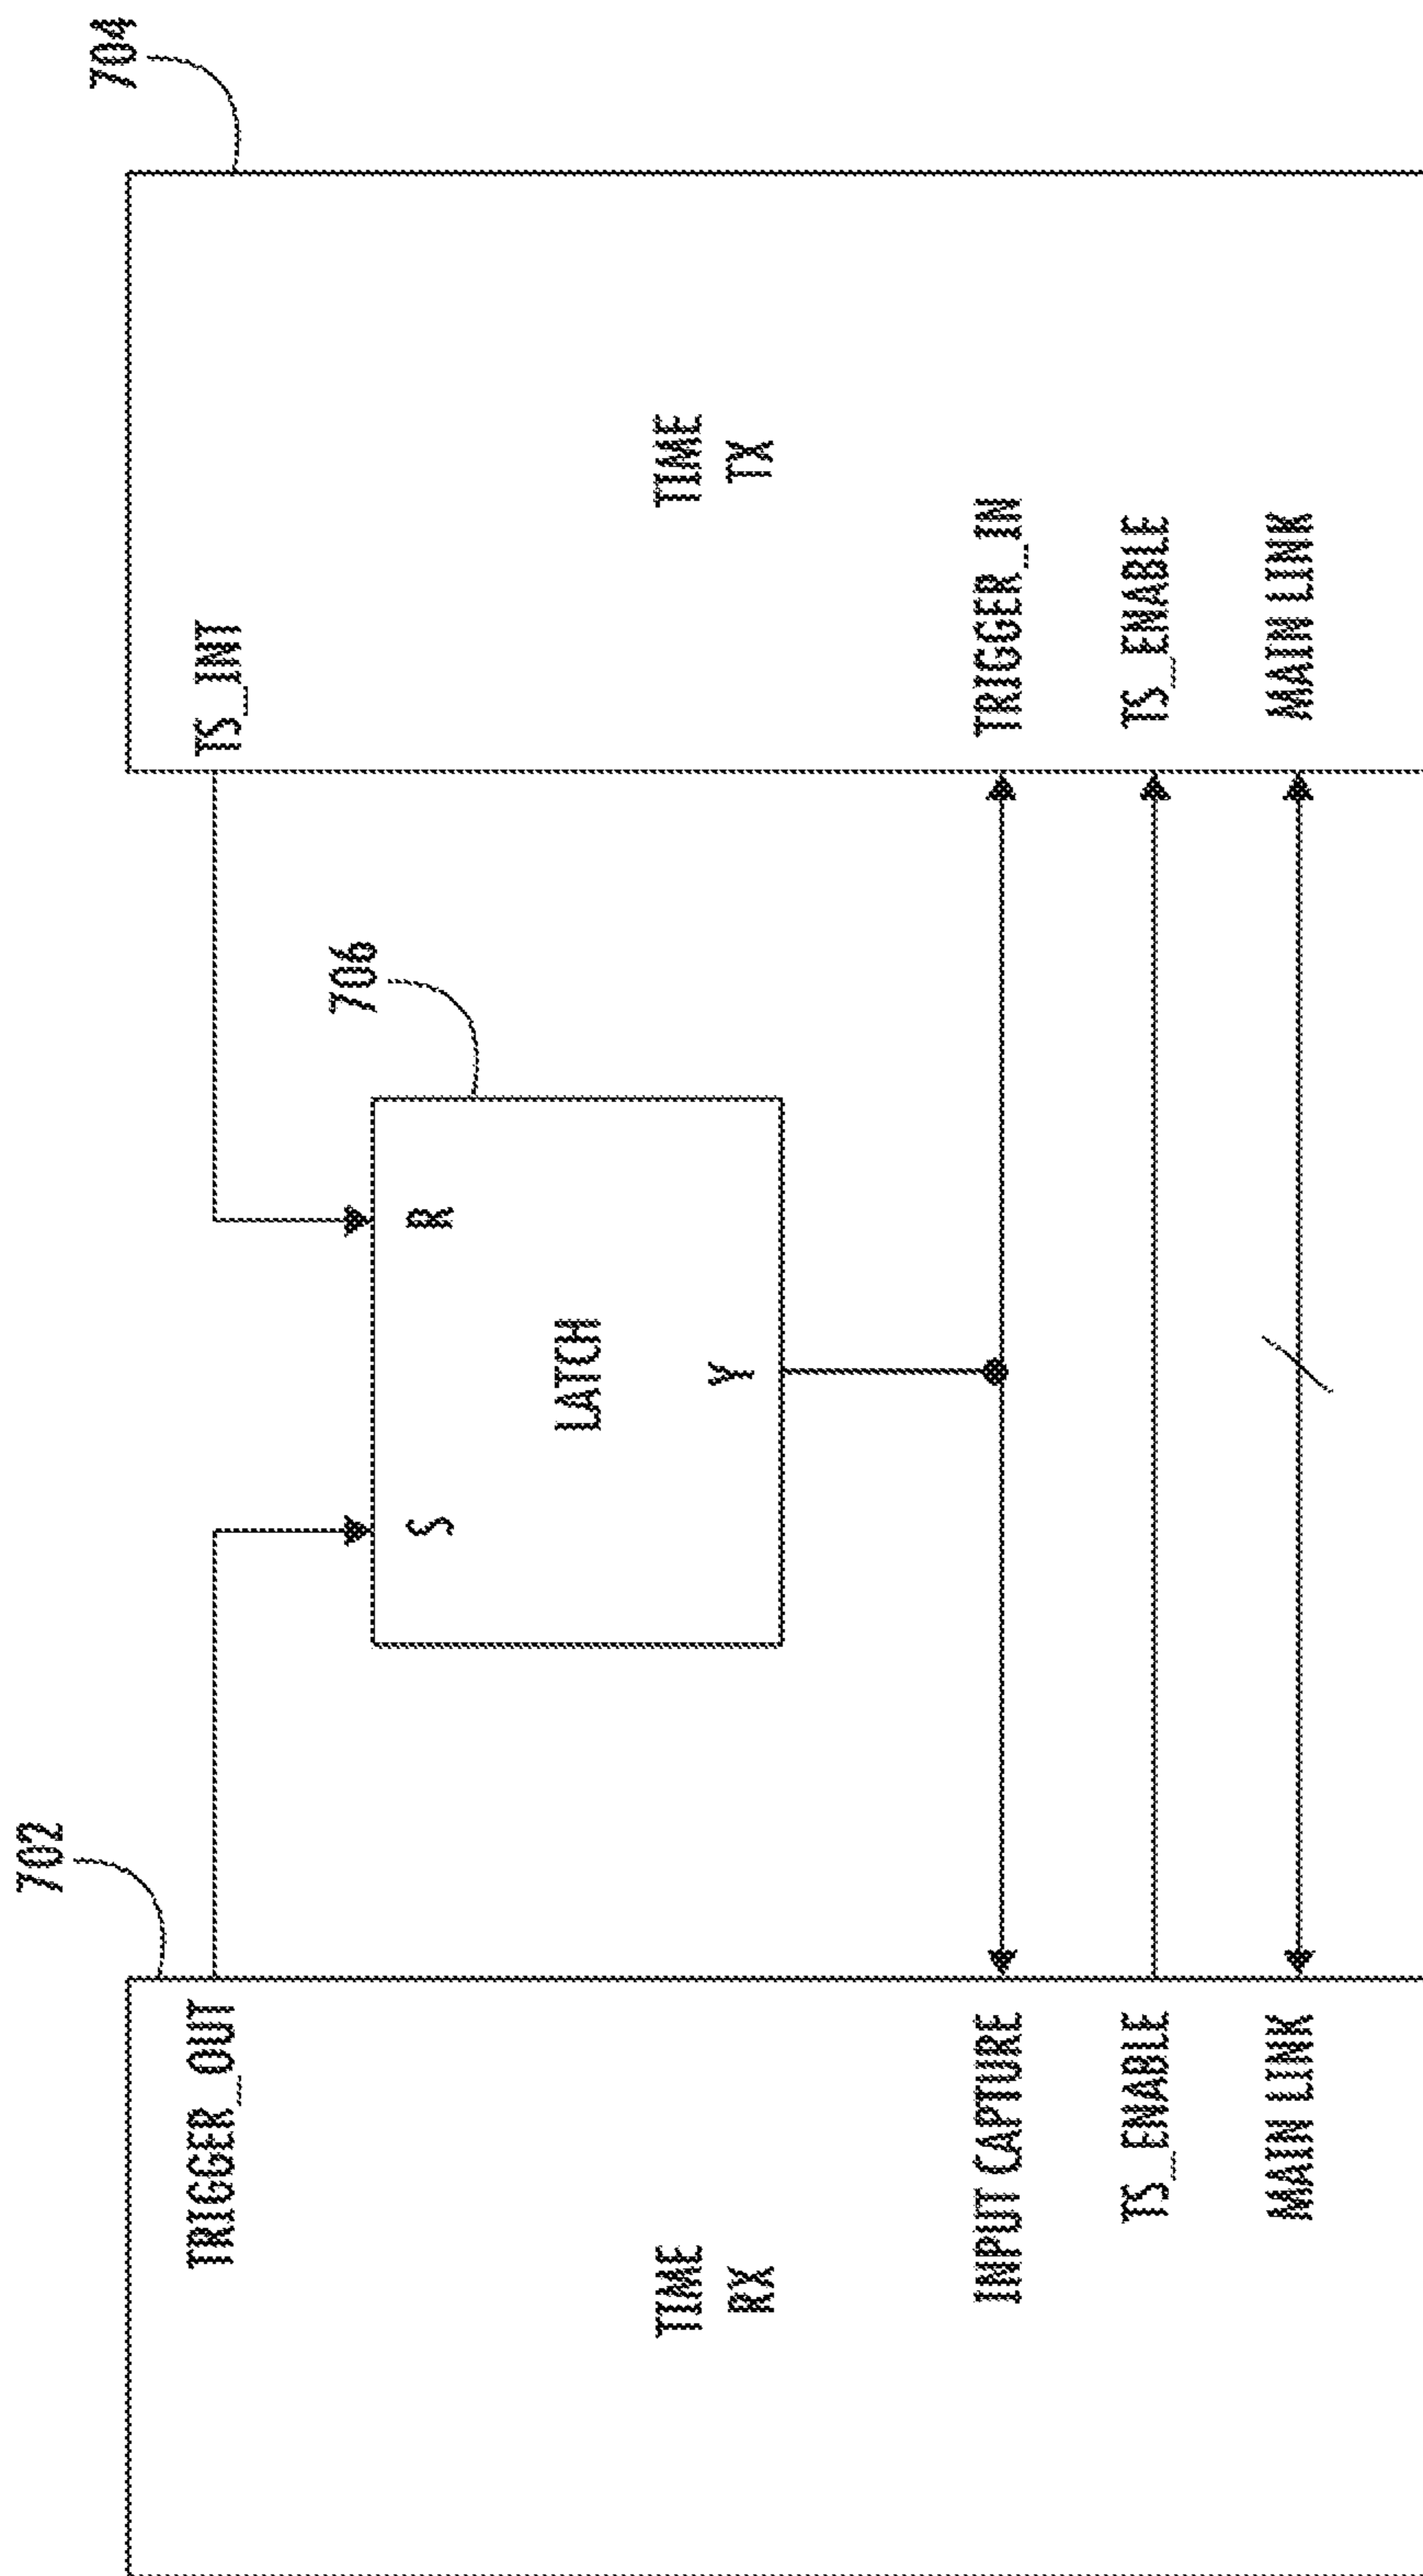 702
704
706
TRIGGER_OUT
TIME
RX
INPUT CAPTURE
TS_ENABLE
MAIN LINK
S
R
LATCH
Y
TS_INT
TIME
TX
TRIGGER_IN
TS_ENABLE
MAIN LINK